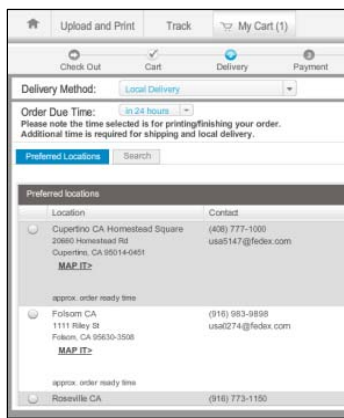 Upload and Print Track My Cart (1)
Check Out Cart Delivery Payment
Delivery Method: Local Delivery
Order Due Time: in 24 hours
Please note the time selected is for printing/finishing your order.
Additional time is required for shipping and local delivery.
Preferred Locations Search
Preferred locations
Location Contact
Cupertino CA Homestead Square (408) 777-1000
20660 Homestead Rd usa5147@fedex.com
Cupertino, CA 95014-0451
MAP IT>
approx. order ready time
Folsom CA (916) 983-9898
1111 Riley St usa0274@fedex.com
Folsom, CA 95630-3508
MAP IT>
approx. order ready time
Roseville CA (916) 773-1150